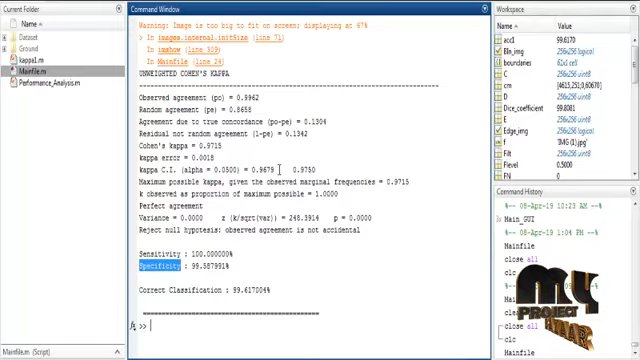 Current Folder
Command Window
Workspace
Name
Dataset
Ground
kappa1.m
Mainfile.m
Performance_Analysis.m
Warning: Image is too big to fit on screen; displaying at 67%
> In images.internal.initSize (line 71)
In imshow (line 309)
In Mainfile (line 24)
UNWEIGHTED COHEN'S KAPPA
Observed agreement (po) = 0.9962
Random agreement (pe) = 0.8658
Agreement due to true concordance (po-pe) = 0.1304
Residual not random agreement (1-pe) = 0.1342
Cohen's kappa = 0.9715
kappa error = 0.0018
kappa C.I. (alpha = 0.0500) = 0.9679 0.9750
Maximum possible kappa, given the observed marginal frequencies = 0.9715
k observed as proportion of maximum possible = 1.0000
Perfect agreement
Variance = 0.0000 z (k/sqrt(var)) = 248.3914 p = 0.0000
Reject null hypotesis: observed agreement is not accidental
Sensitivity : 100.000000%
Specificity : 99.587991%
Correct Classification : 99.617004%
fx >>
Name
Value
acc1 99.6170
Bin_img 256x256 logical
boundaries 61x1 cell
C 256x256 uint8
cm [4615,251;0,60670]
D 256x256 uint8
Dice_coefficient 99.8081
E 256x256 uint8
Edg_img 256x256 logical
f 'IMG (1).jpg'
Filt 256x256 uint8
Flevel 0.5000
FN 0
Command History
%-- 08-Apr-19 10:23 AM --%
Main_GUI
%-- 08-Apr-19 1:04 PM --%
Mainfile
close all
clc
close all
clc
Mainfile
my
PROJECT
BAZAAR
Mainfile.m (Script)